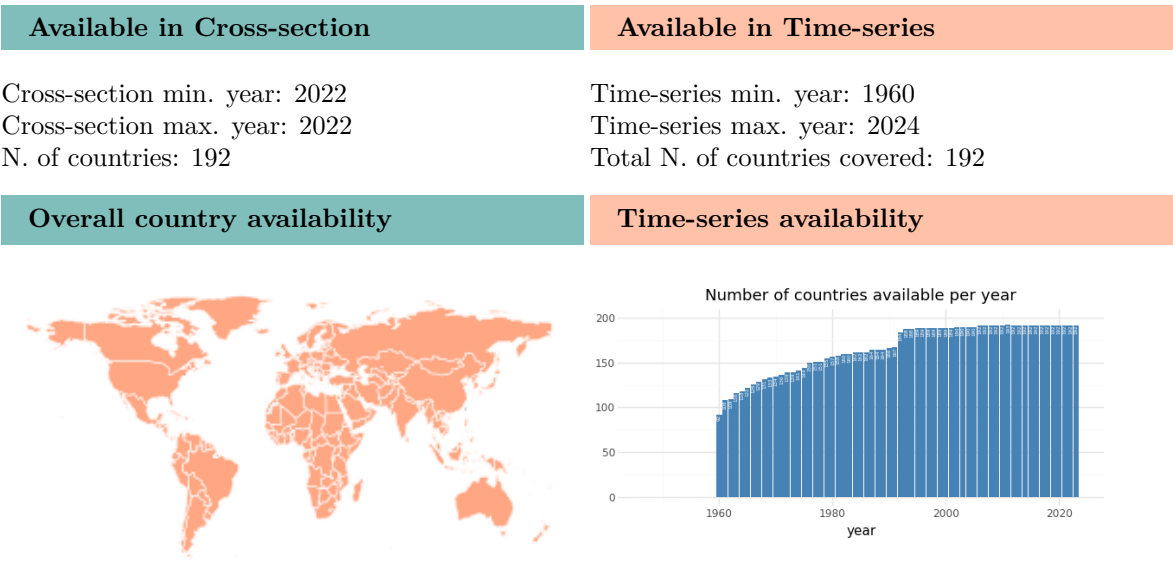 Available in Cross-section
Cross-section min. year: 2022
Cross-section max. year: 2022
N. of countries: 192
Available in Time-series
Time-series min. year: 1960
Time-series max. year: 2024
Total N. of countries covered: 192
Overall country availability
Time-series availability
Number of countries available per year
200
150
100
50
0
1960 1980 2000 2020
year